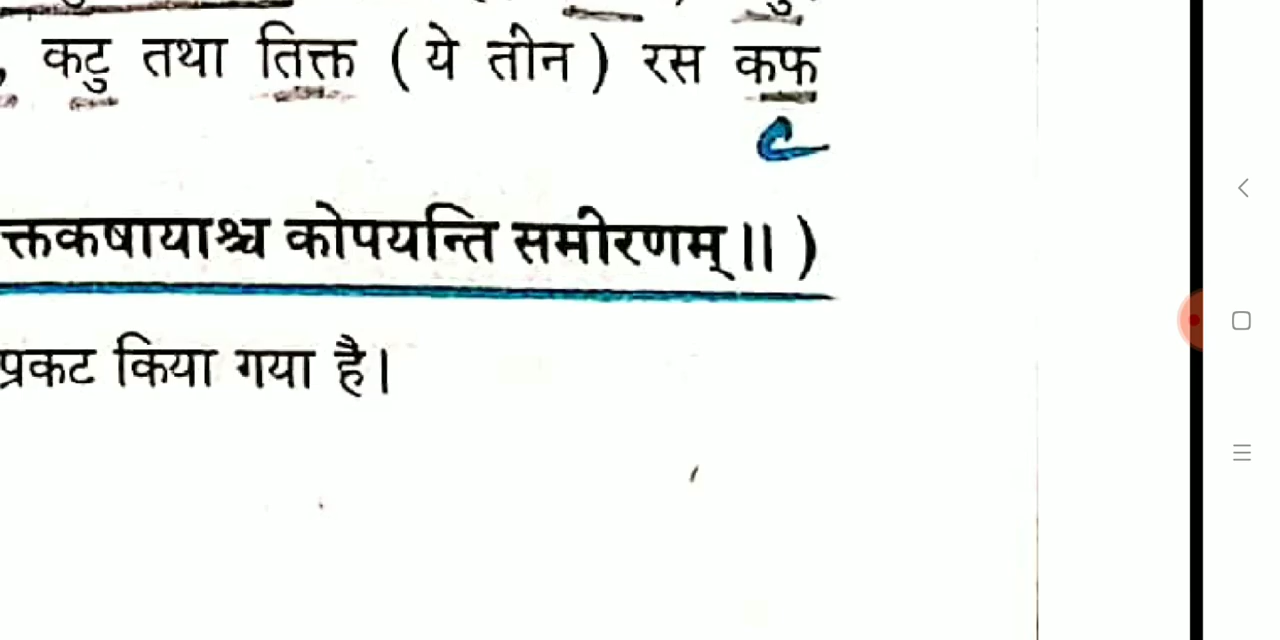 , कटु तथा तिक्त ( ये तीन ) रस कफ
c
क्तकषायाश्च कोपयन्ति समीरणम् ॥ )
प्रकट किया गया है।